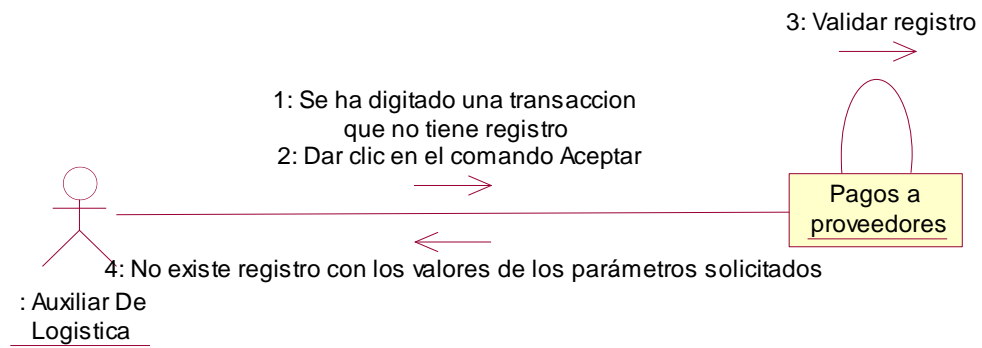 3: Validar registro
1: Se ha digitado una transaccion
que no tiene registro
2: Dar clic en el comando Aceptar
Pagos a
proveedores
4: No existe registro con los valores de los parámetros solicitados
: Auxiliar De
Logistica